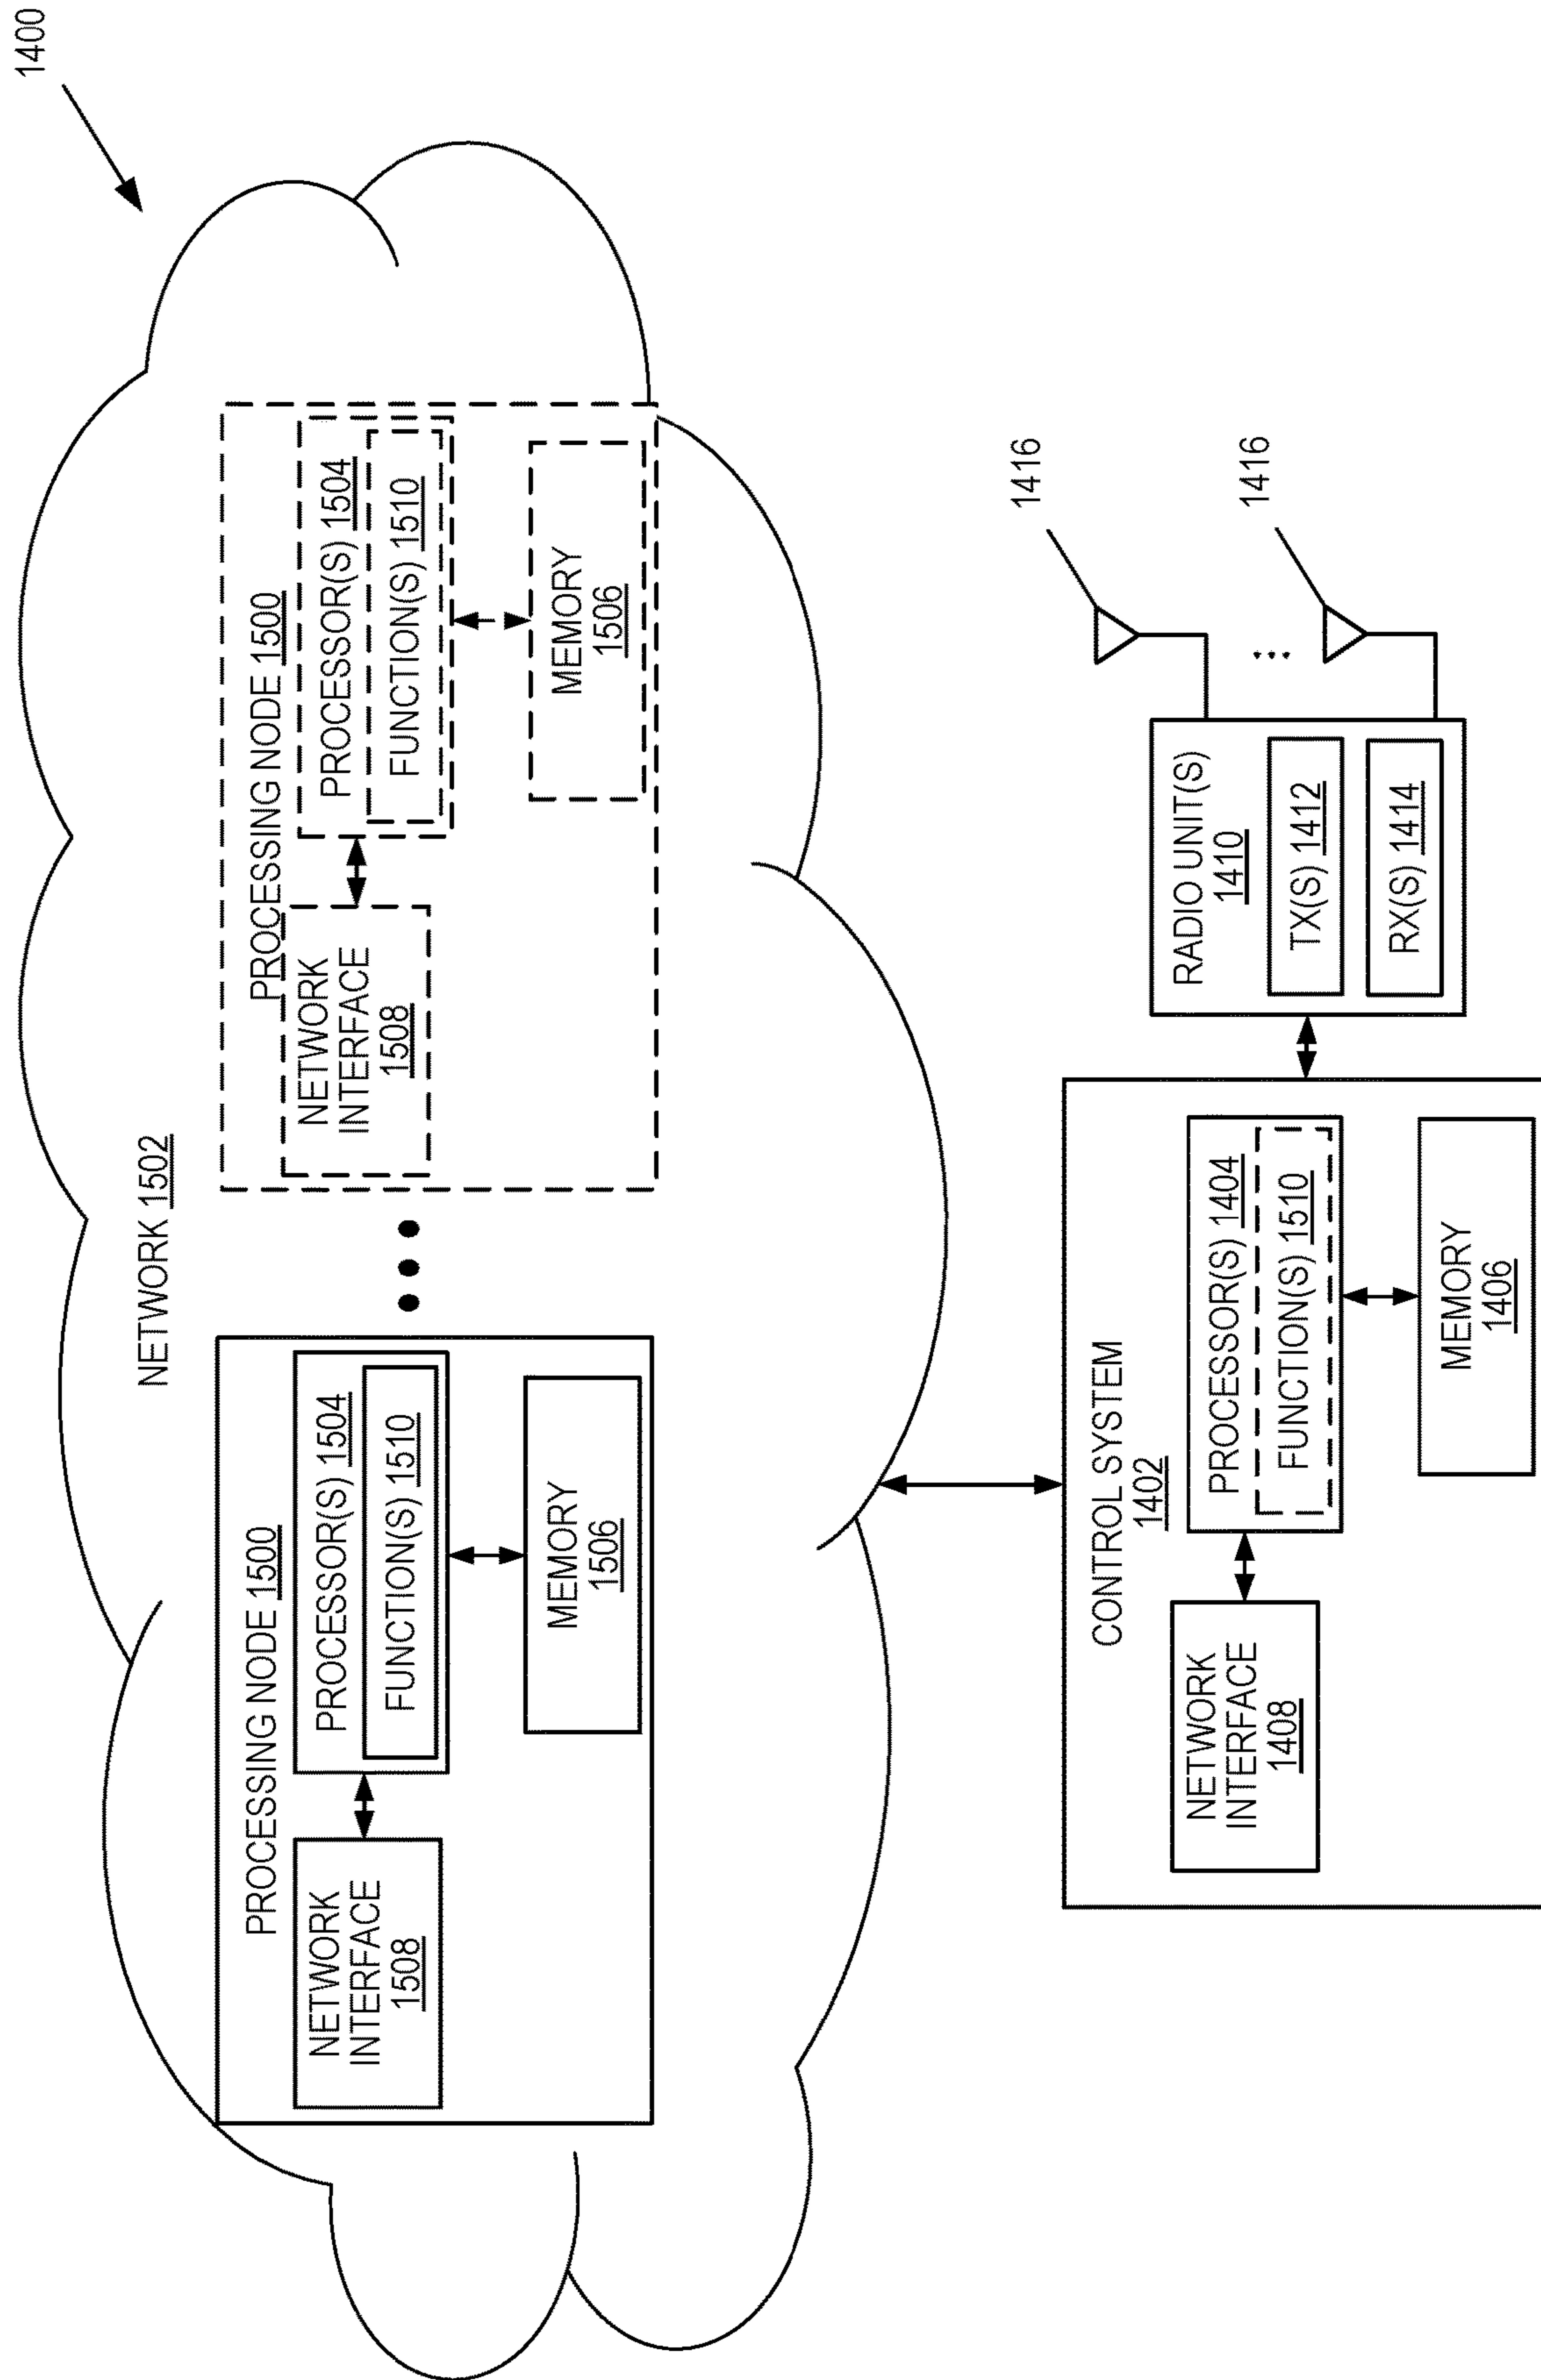 1400
NETWORK 1502
PROCESSING NODE 1500
NETWORK
INTERFACE
1508
PROCESSOR(S) 1504
FUNCTION(S) 1510
MEMORY
1506
PROCESSING NODE 1500
NETWORK
INTERFACE
1508
PROCESSOR(S) 1504
FUNCTION(S) 1510
MEMORY
1506
CONTROL SYSTEM
1402
NETWORK
INTERFACE
1408
PROCESSOR(S) 1404
FUNCTION(S) 1510
MEMORY
1406
RADIO UNIT(S)
1410
TX(S) 1412
RX(S) 1414
1416
1416